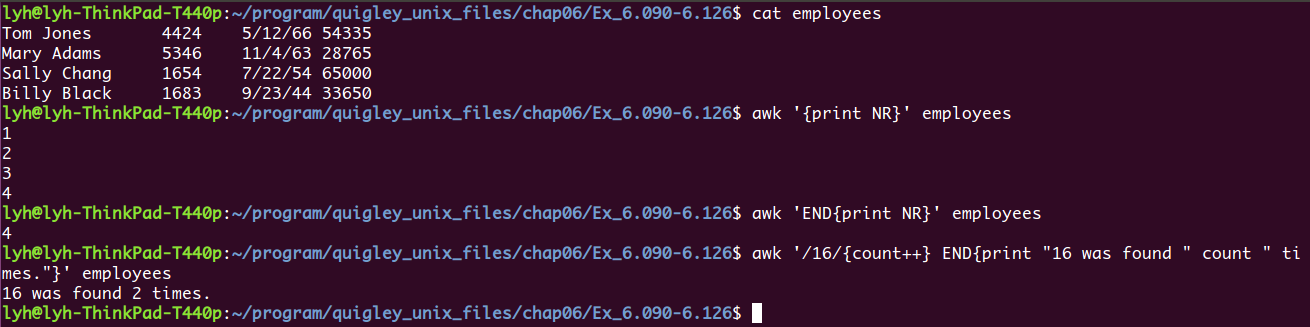 lyh@lyh-ThinkPad-T440p:~/program/quigley_unix_files/chap06/Ex_6.090-6.126$ cat employees
Tom Jones       4424    5/12/66 54335
Mary Adams      5346    11/4/63 28765
Sally Chang     1654    7/22/54 65000
Billy Black     1683    9/23/44 33650
lyh@lyh-ThinkPad-T440p:~/program/quigley_unix_files/chap06/Ex_6.090-6.126$ awk '{print NR}' employees
1
2
3
4
lyh@lyh-ThinkPad-T440p:~/program/quigley_unix_files/chap06/Ex_6.090-6.126$ awk 'END{print NR}' employees
4
lyh@lyh-ThinkPad-T440p:~/program/quigley_unix_files/chap06/Ex_6.090-6.126$ awk '/16/{count++} END{print "16 was found " count " ti
mes."}' employees
16 was found 2 times.
lyh@lyh-ThinkPad-T440p:~/program/quigley_unix_files/chap06/Ex_6.090-6.126$